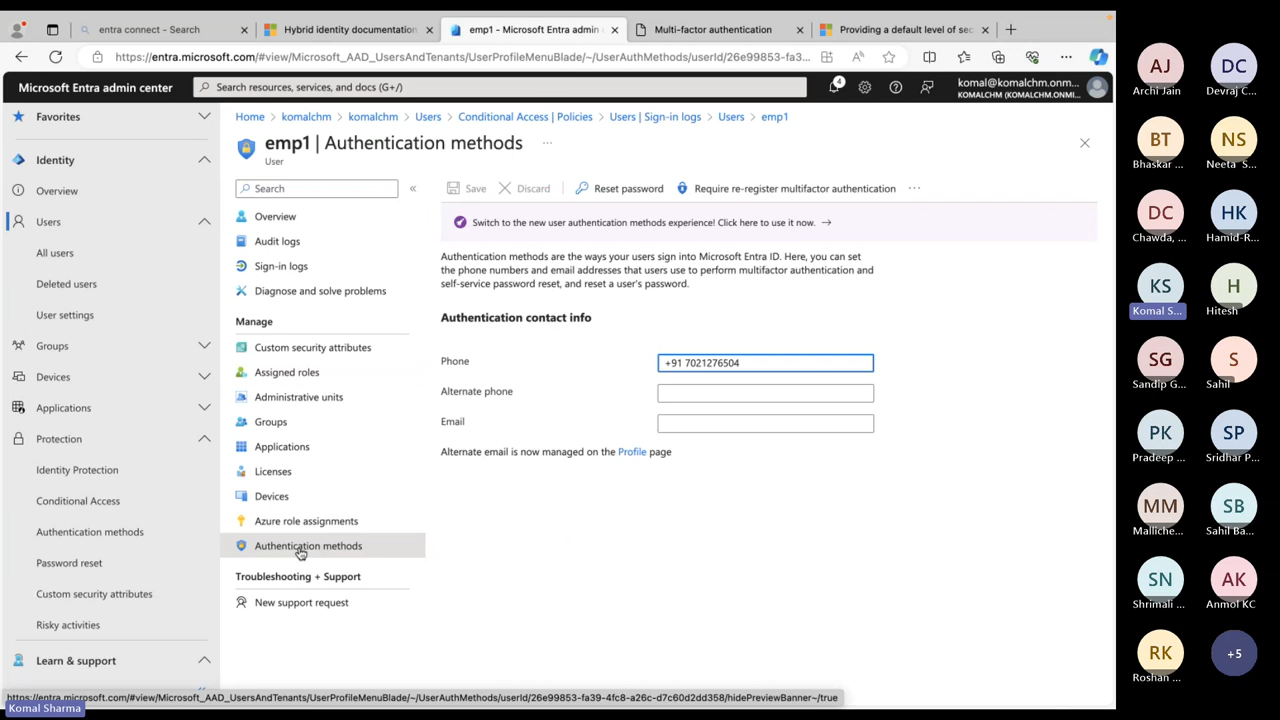 entra connect - Search
Hybrid identity documentation
emp1 - Microsoft Entra admin
Multi-factor authentication
Providing a default level of sec
https://entra.microsoft.com/#view/Microsoft_AAD_UsersAndTenants/UserProfileMenuBlade/~/UserAuthMethods/userId/26e99853-fa3...
Microsoft Entra admin center
Search resources, services, and docs (G+/)
4
komal@komalchm.onm...
KOMALCHM (KOMALCHM.ONMI...
Favorites
Identity
Overview
Users
All users
Deleted users
User settings
Groups
Devices
Applications
Protection
Identity Protection
Conditional Access
Authentication methods
Password reset
Custom security attributes
Risky activities
Learn & support
Home > komalchm > komalchm > Users > Conditional Access | Policies > Users | Sign-in logs > Users > emp1
emp1 | Authentication methods ...
User
Search
Overview
Audit logs
Sign-in logs
Diagnose and solve problems
Manage
Custom security attributes
Assigned roles
Administrative units
Groups
Applications
Licenses
Devices
Azure role assignments
Authentication methods
Troubleshooting + Support
New support request
Save Discard Reset password Require re-register multifactor authentication ...
Switch to the new user authentication methods experience! Click here to use it now. →
Authentication methods are the ways your users sign into Microsoft Entra ID. Here, you can set
the phone numbers and email addresses that users use to perform multifactor authentication and
self-service password reset, and reset a user's password.
Authentication contact info
Phone
+91 7021276504
Alternate phone
Email
Alternate email is now managed on the Profile page
https://entra.microsoft.com/#view/Microsoft_AAD_UsersAndTenants/UserProfileMenuBlade/~/UserAuthMethods/userId/26e99853-fa39-4fc8-a26c-d7c60d2dd358/hidePreviewBanner~/true
Komal Sharma
AJ
Archi Jain
DC
Devraj C...
BT
Bhaskar ...
NS
Neeta S...
DC
Chawda, ...
HK
Hamid-R...
KS
Komal S...
H
Hitesh
SG
Sandip G...
S
Sahil
PK
Pradeep ...
SP
Sridhar P...
MM
Malliche...
SB
Sahil Ba...
SN
Shrimali ...
AK
Anmol KC
RK
Roshan ...
+5